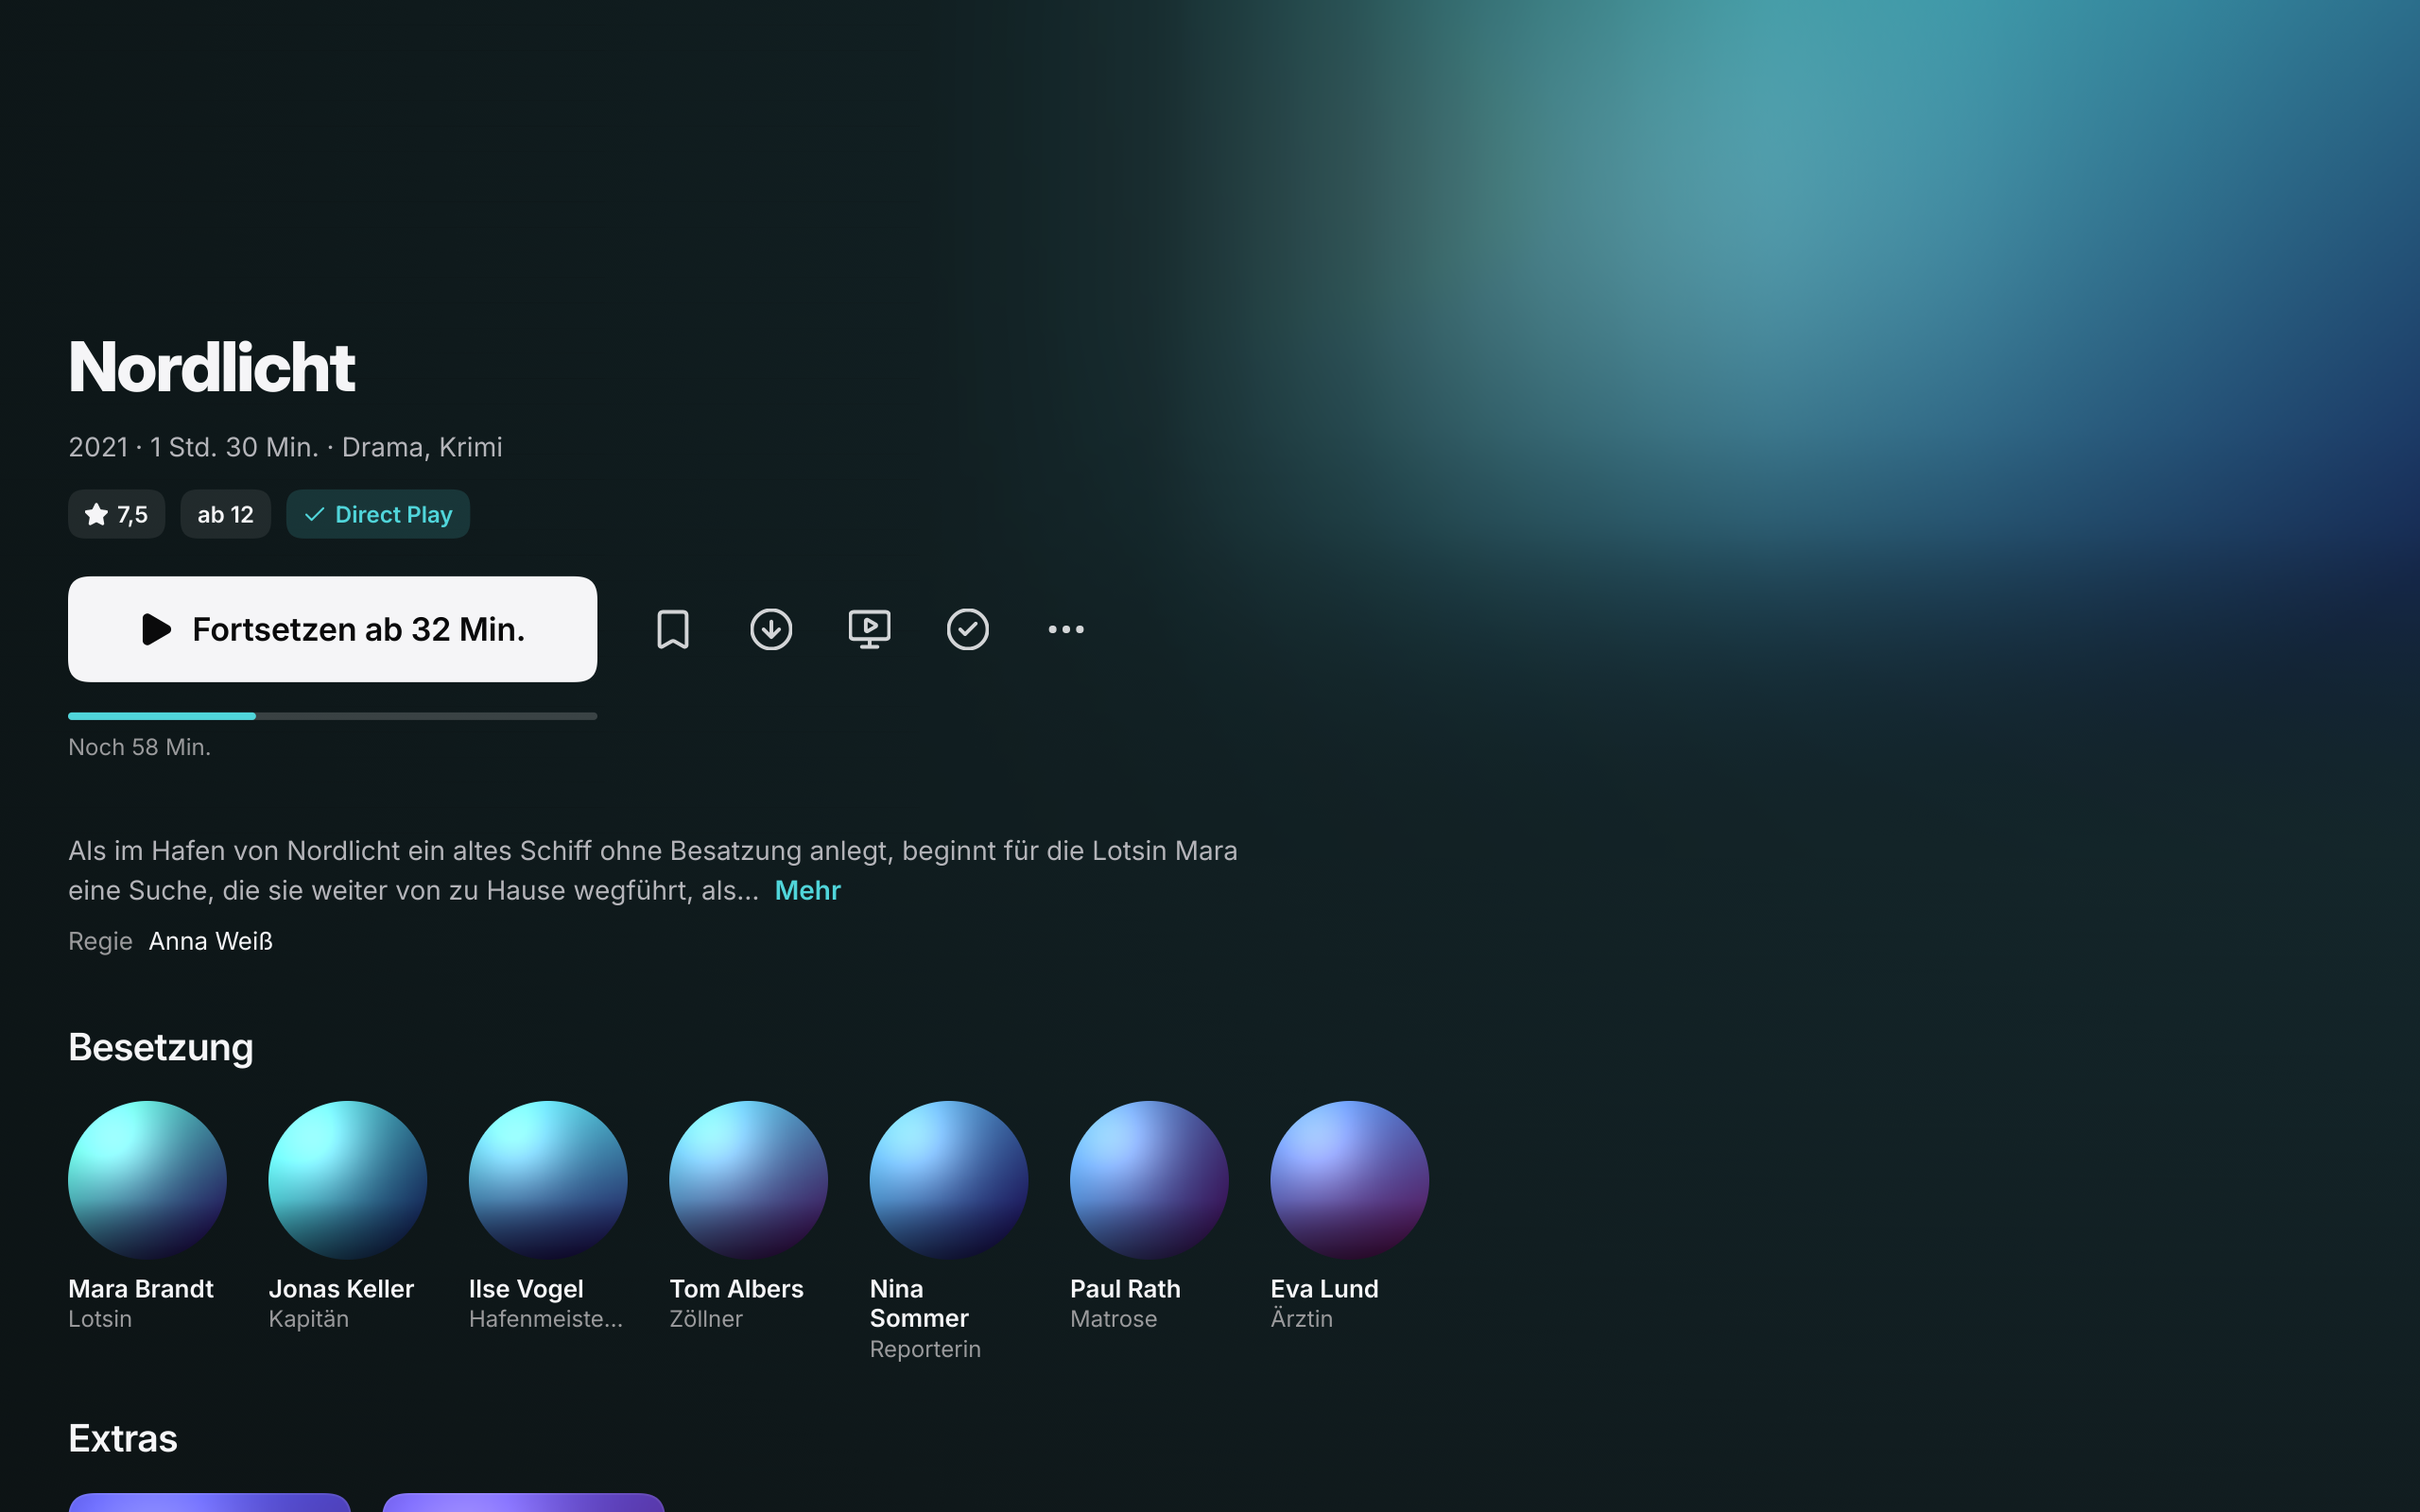 Nordlicht
2021 · 1 Std. 30 Min. · Drama, Krimi
7,5
ab 12
Direct Play
Fortsetzen ab 32 Min.
Noch 58 Min.
Als im Hafen von Nordlicht ein altes Schiff ohne Besatzung anlegt, beginnt für die Lotsin Mara
eine Suche, die sie weiter von zu Hause wegführt, als… Mehr
Regie Anna Weiß
Besetzung
Mara Brandt
Lotsin
Jonas Keller
Kapitän
Ilse Vogel
Hafenmeiste…
Tom Albers
Zöllner
Nina
Sommer
Reporterin
Paul Rath
Matrose
Eva Lund
Ärztin
Extras